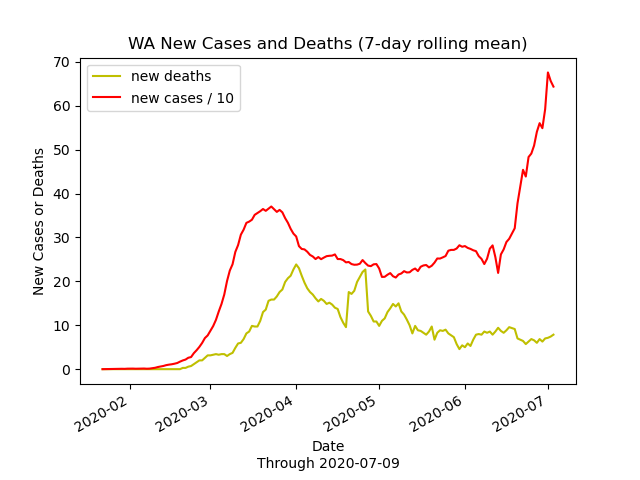 WA New Cases and Deaths (7-day rolling mean)
new deaths
new cases / 10
70
60
50
40
30
20
10
0
New Cases or Deaths
2020-02
2020-03
2020-04
2020-05
2020-06
2020-07
Date
Through 2020-07-09